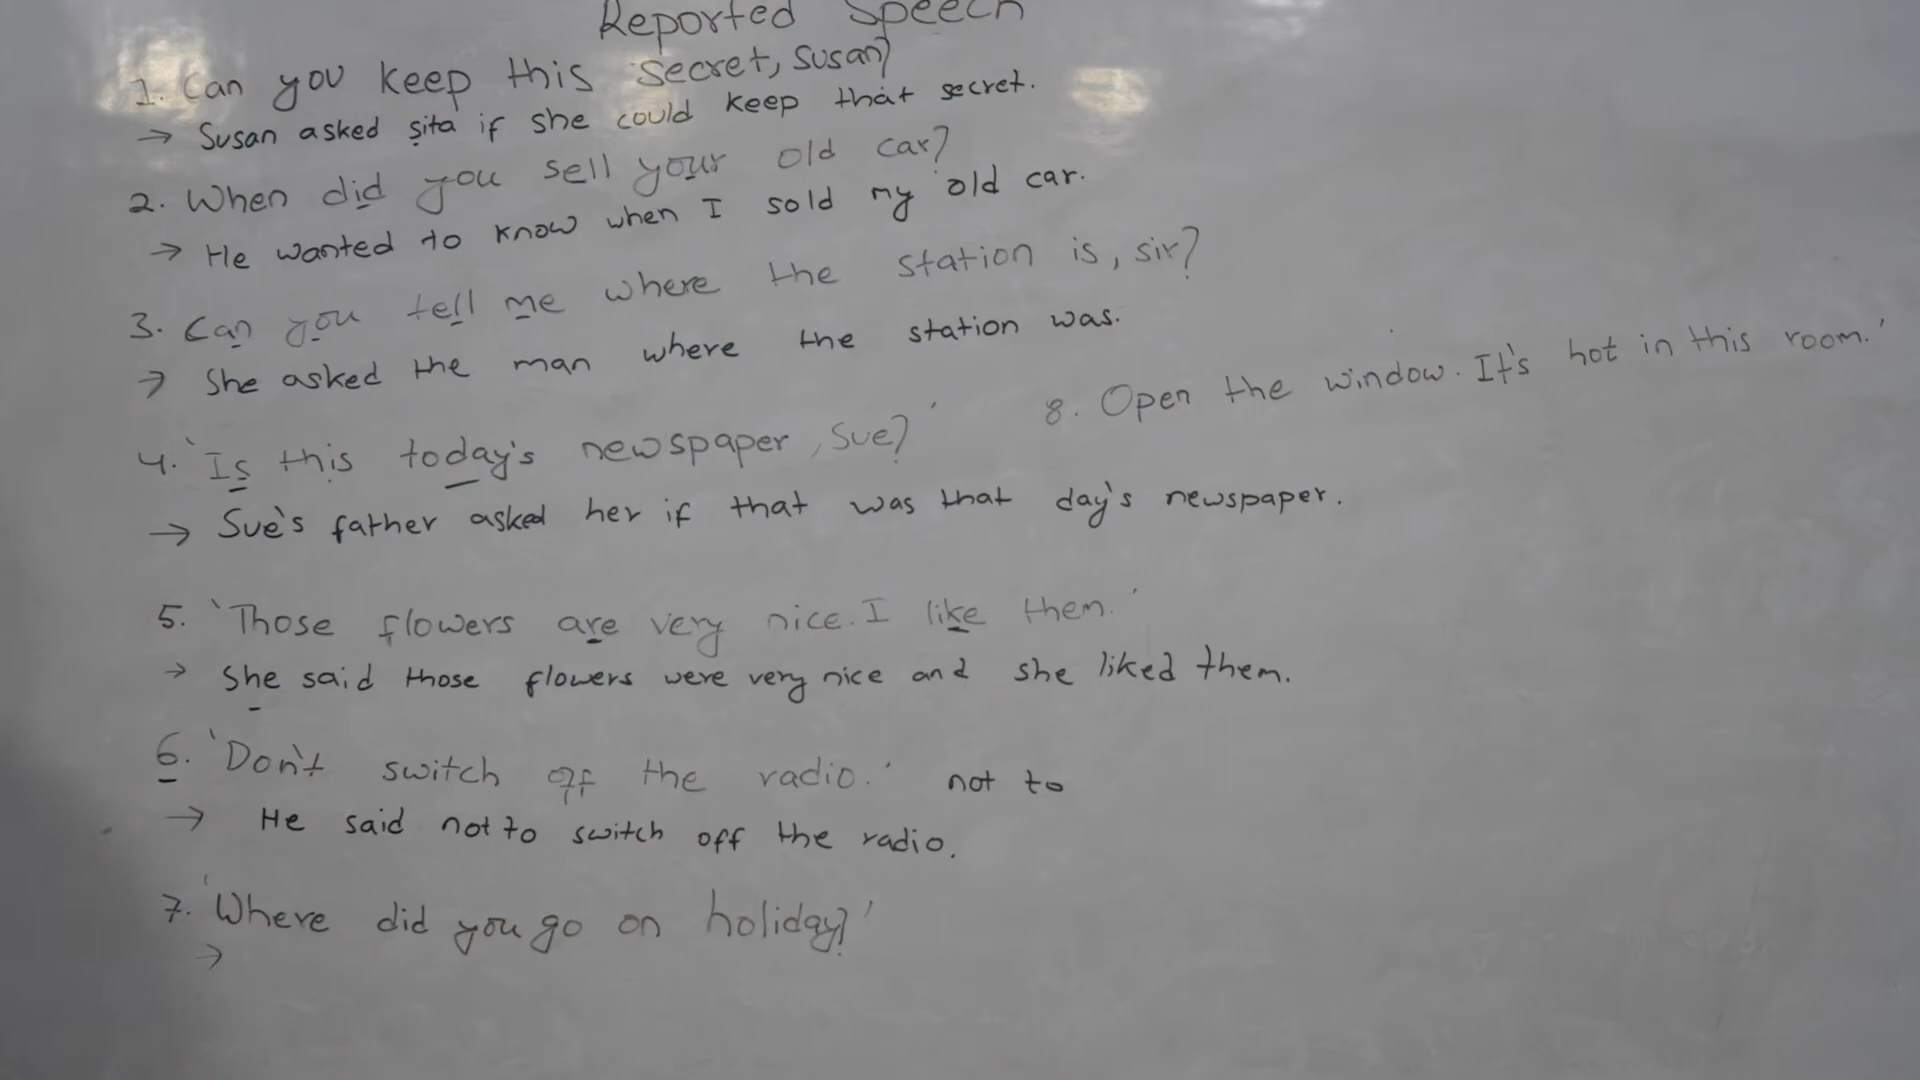 Reported Speech
1. Can you keep this secret, Susan?
→ Susan asked sita if she could keep that secret.
2. When did you sell your old car?
→ He wanted to know when I sold my old car.
3. Can you tell me where the station is, sir?
→ She asked the man where the station was.
4. 'Is this today's newspaper, Sue?'
→ Sue's father asked her if that was that day's newspaper.
5. 'Those flowers are very nice. I like them.'
→ She said those flowers were very nice and she liked them.
6. 'Don't switch off the radio.' not to
→ He said not to switch off the radio.
7. 'Where did you go on holiday?'
→
8. Open the window. It's hot in this room.'